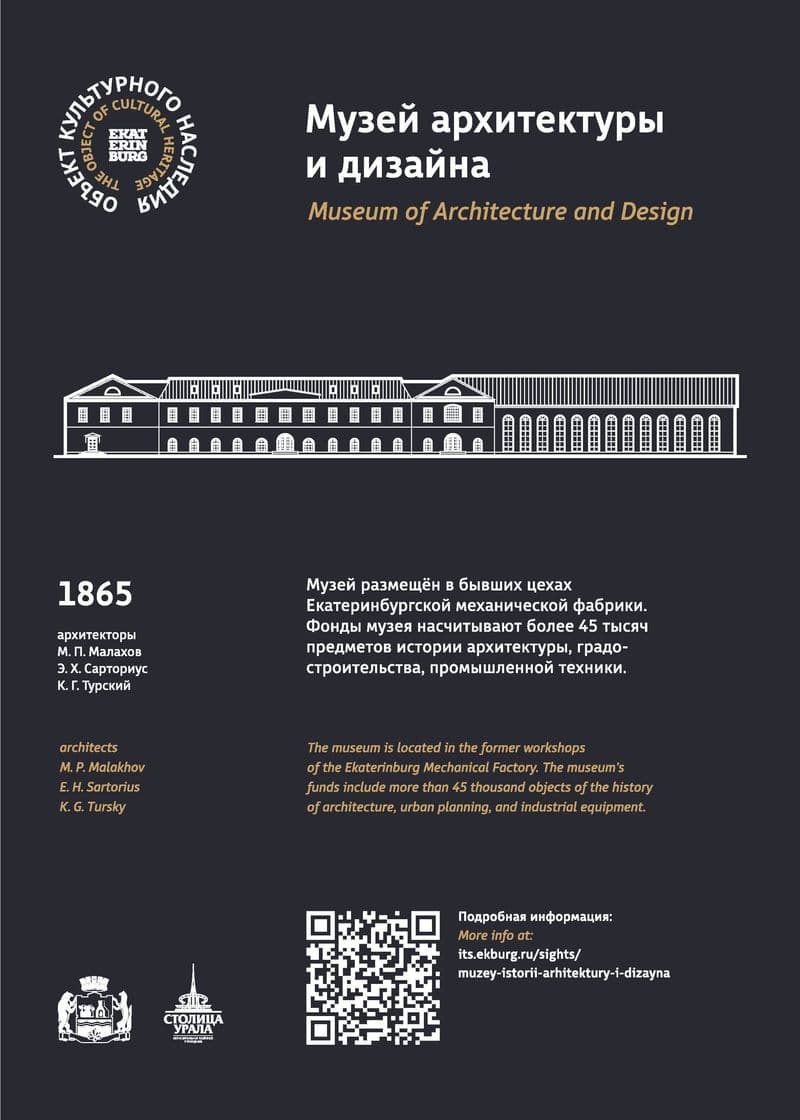 ОБЪЕКТ КУЛЬТУРНОГО НАСЛЕДИЯ
THE OBJECT OF CULTURAL HERITAGE
EKAT
ERIN
BURG
Музей архитектуры
и дизайна
Museum of Architecture and Design
1865
архитекторы
М. П. Малахов
Э. Х. Сарториус
К. Г. Турский
Музей размещён в бывших цехах
Екатеринбургской механической фабрики.
Фонды музея насчитывают более 45 тысяч
предметов истории архитектуры, градо-
строительства, промышленной техники.
architects
M. P. Malakhov
E. H. Sartorius
K. G. Tursky
The museum is located in the former workshops
of the Ekaterinburg Mechanical Factory. The museum's
funds include more than 45 thousand objects of the history
of architecture, urban planning, and industrial equipment.
Подробная информация:
More info at:
its.ekburg.ru/sights/
muzey-istorii-arhitektury-i-dizayna
СТОЛИЦА
УРАЛА